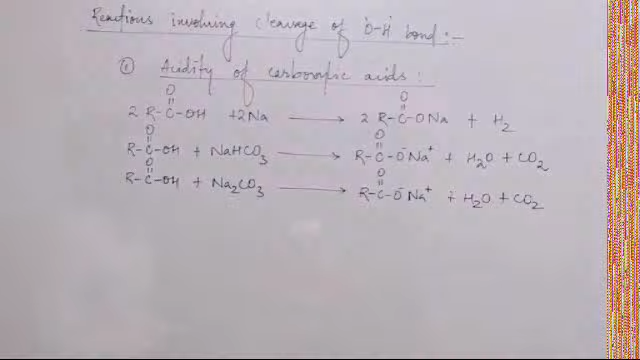 Reactions involving cleavage of 'O-H' bond:-
① Acidity of carboxylic acids:
2 R-C(=O)-OH + 2Na → 2 R-C(=O)-ONa + H₂
R-C(=O)-OH + NaHCO₃ → R-C(=O)-O⁻Na⁺ + H₂O + CO₂
R-C(=O)-OH + Na₂CO₃ → R-C(=O)-O⁻Na⁺ + H₂O + CO₂